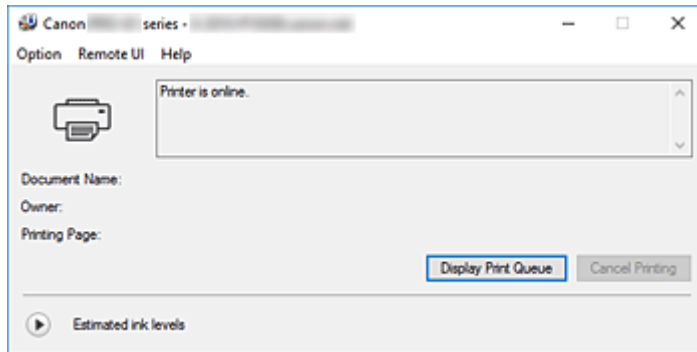 Canon series -
Option Remote UI Help
Printer is online.
Document Name:
Owner:
Printing Page:
Display Print Queue Cancel Printing
Estimated ink levels